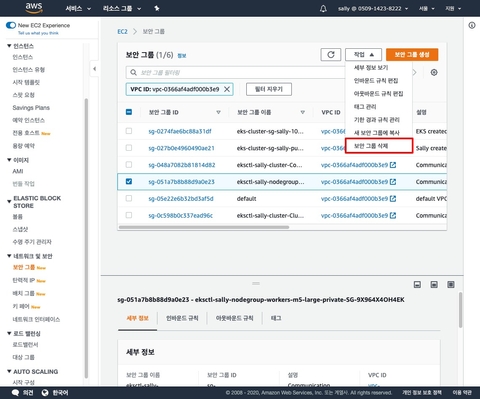 aws
서비스
리소스 그룹
sally @ 0509-1423-8222
서울
지원
New EC2 Experience
Tell us what you think
인스턴스
인스턴스
인스턴스 유형
시작 템플릿
스팟 요청
Savings Plans
예약 인스턴스
전용 호스트 New
용량 예약
이미지
AMI
번들 작업
ELASTIC BLOCK STORE
볼륨
스냅샷
수명 주기 관리자
네트워크 및 보안
보안 그룹 New
탄력적 IP New
배치 그룹 New
키 페어 New
네트워크 인터페이스
로드 밸런싱
로드밸런서
대상 그룹
AUTO SCALING
시작 구성
EC2 > 보안 그룹
보안 그룹 (1/6) 정보
작업
보안 그룹 생성
보안 그룹 필터링
VPC ID: vpc-0366af4adf000b3e9
필터 지우기
세부 정보 보기
인바운드 규칙 편집
아웃바운드 규칙 편집
태그 관리
기한 경과 규칙 관리
새 보안 그룹에 복사
보안 그룹 삭제
보안 그룹 ID
보안 그룹 이름
VPC ID
설명
sg-0274fae6bc88a31df eks-cluster-sg-sally-10... vpc-0366af4a EKS created
sg-027b0e4960490ae21 eks-cluster-sg-sally-pu... vpc-0366af4a Sally create
sg-048a7082b81814d82 eksctl-sally-cluster-Co... vpc-0366af4adf000b3e9 Communica
sg-051a7b8b88d9a0e23 eksctl-sally-nodegroup... vpc-0366af4adf000b3e9 Communica
sg-05e22e6b32bd3af5d default vpc-0366af4adf000b3e9 default VPC
sg-0c598b0c337ead96c eksctl-sally-cluster-Clu... vpc-0366af4adf000b3e9 Communica
sg-051a7b8b88d9a0e23 - eksctl-sally-nodegroup-workers-m5-large-private-SG-9X964X4OH4EK
세부 정보
인바운드 규칙
아웃바운드 규칙
태그
세부 정보
보안 그룹 이름
보안 그룹 ID
설명
VPC ID
eksctl-sally-
sg-
Communication
vpc-
의견
한국어
© 2008 - 2020, Amazon Web Services, Inc. 또는 계열사. All rights reserved.
개인 정보 보호 정책
이용 약관